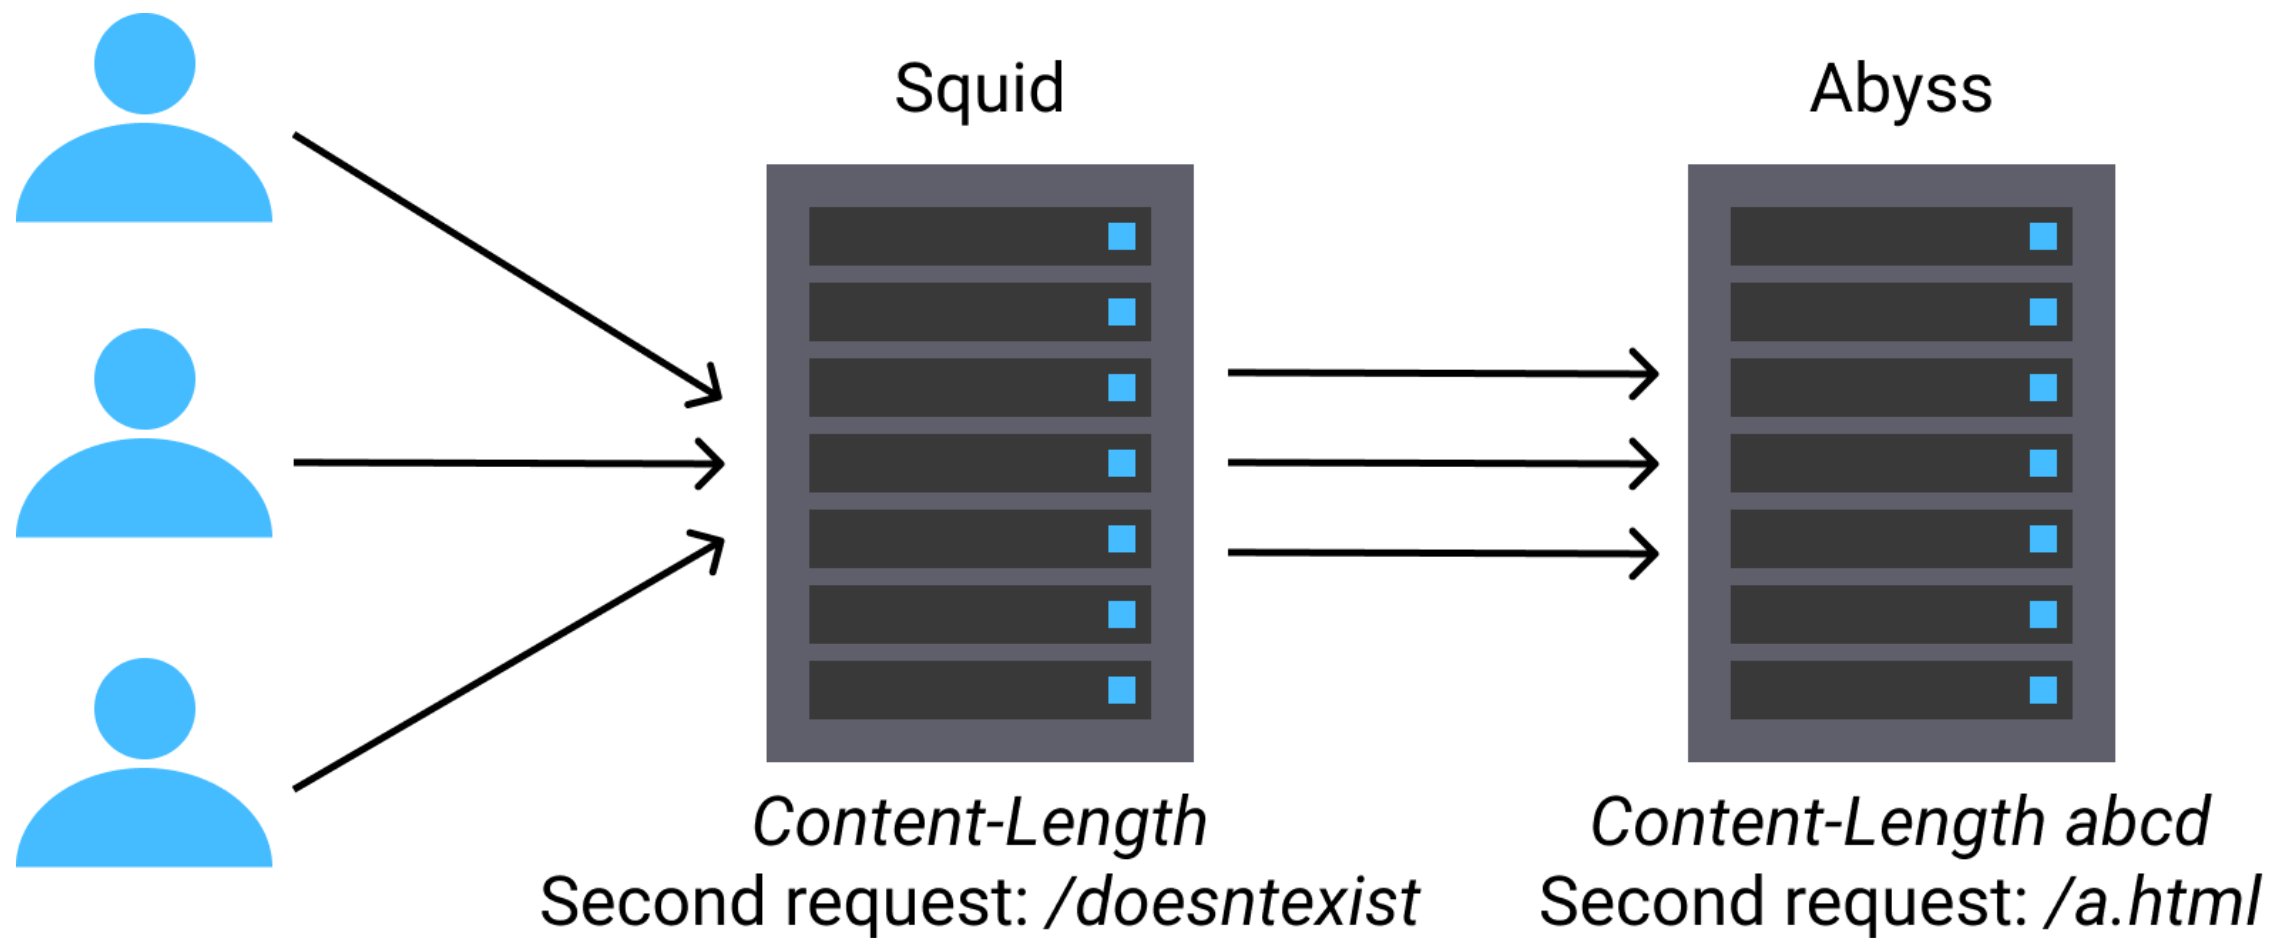 Squid
Abyss
Content-Length
Second request: /doesntexist
Content-Length abcd
Second request: /a.html